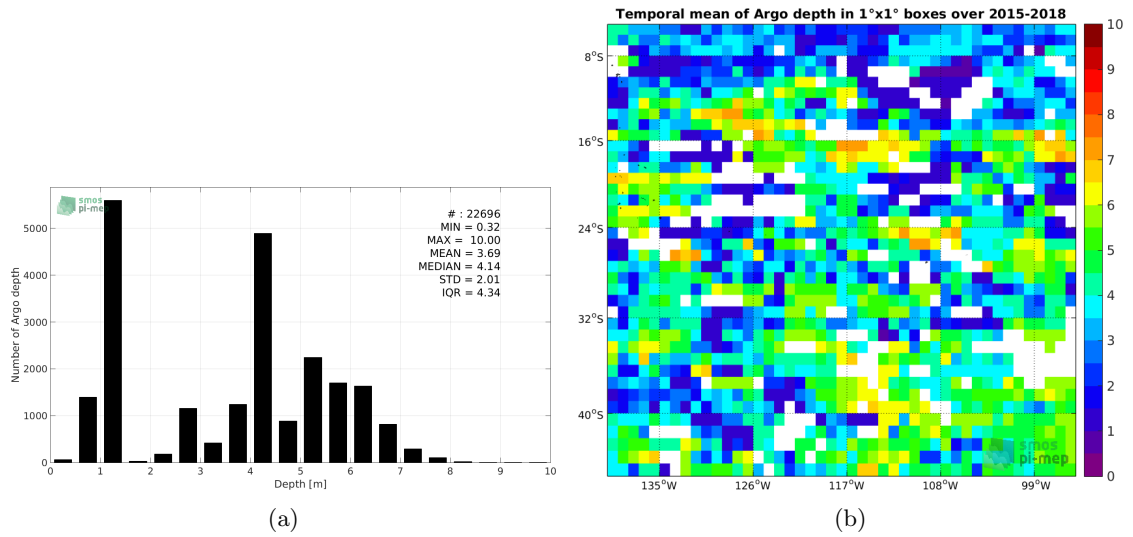 smos
pi-mep
# : 22696
MIN = 0.32
MAX = 10.00
MEAN = 3.69
MEDIAN = 4.14
STD = 2.01
IQR = 4.34
Number of Argo depth
5000
4000
3000
2000
1000
0
0 1 2 3 4 5 6 7 8 9 10
Depth [m]
(a)
Temporal mean of Argo depth in 1°x1° boxes over 2015-2018
8°S
16°S
24°S
32°S
40°S
135°W 126°W 117°W 108°W 99°W
smos
pi-mep
10
9
8
7
6
5
4
3
2
1
0
(b)